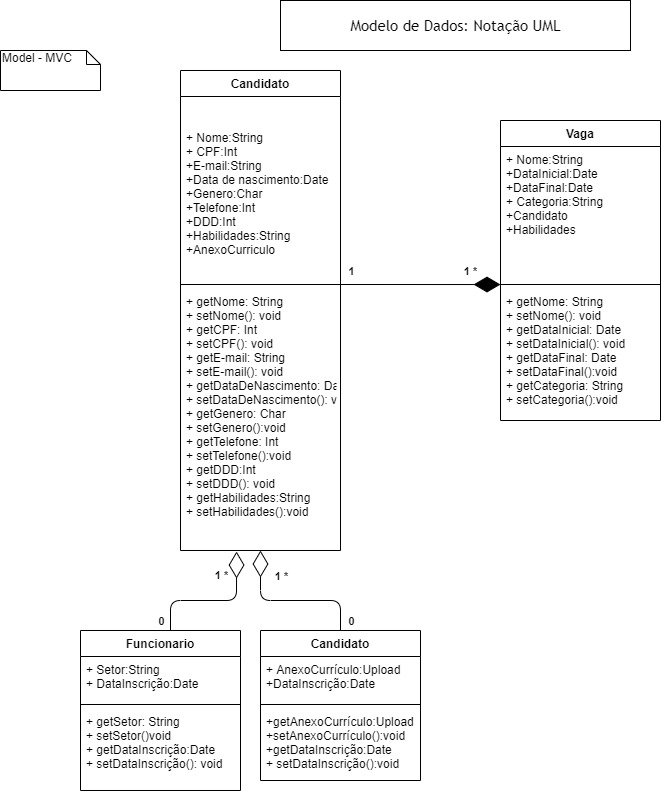 Modelo de Dados: Notação UML
Model - MVC
Candidato
+ Nome:String
+ CPF:Int
+E-mail:String
+Data de nascimento:Date
+Genero:Char
+Telefone:Int
+DDD:Int
+Habilidades:String
+AnexoCurriculo
+ getNome: String
+ setNome(): void
+ getCPF: Int
+ setCPF(): void
+ getE-mail: String
+ setE-mail(): void
+ getDataDeNascimento: Da
+ setDataDeNascimento(): v
+ getGenero: Char
+ setGenero():void
+ getTelefone: Int
+ setTelefone():void
+ getDDD:Int
+ setDDD(): void
+ getHabilidades:String
+ setHabilidades():void
1
1 *
Vaga
+ Nome:String
+DataInicial:Date
+DataFinal:Date
+ Categoria:String
+Candidato
+Habilidades
+ getNome: String
+ setNome(): void
+ getDataInicial: Date
+ setDataInicial(): void
+ getDataFinal: Date
+ setDataFinal():void
+ getCategoria: String
+ setCategoria():void
1 *
1 *
0
0
Funcionario
+ Setor:String
+ DataInscrição:Date
+ getSetor: String
+ setSetor()void
+ getDataInscrição:Date
+ setDataInscrição(): void
Candidato
+ AnexoCurrículo:Upload
+DataInscrição:Date
+getAnexoCurrículo:Upload
+setAnexoCurrículo():void
+getDataInscrição:Date
+ setDataInscrição():void